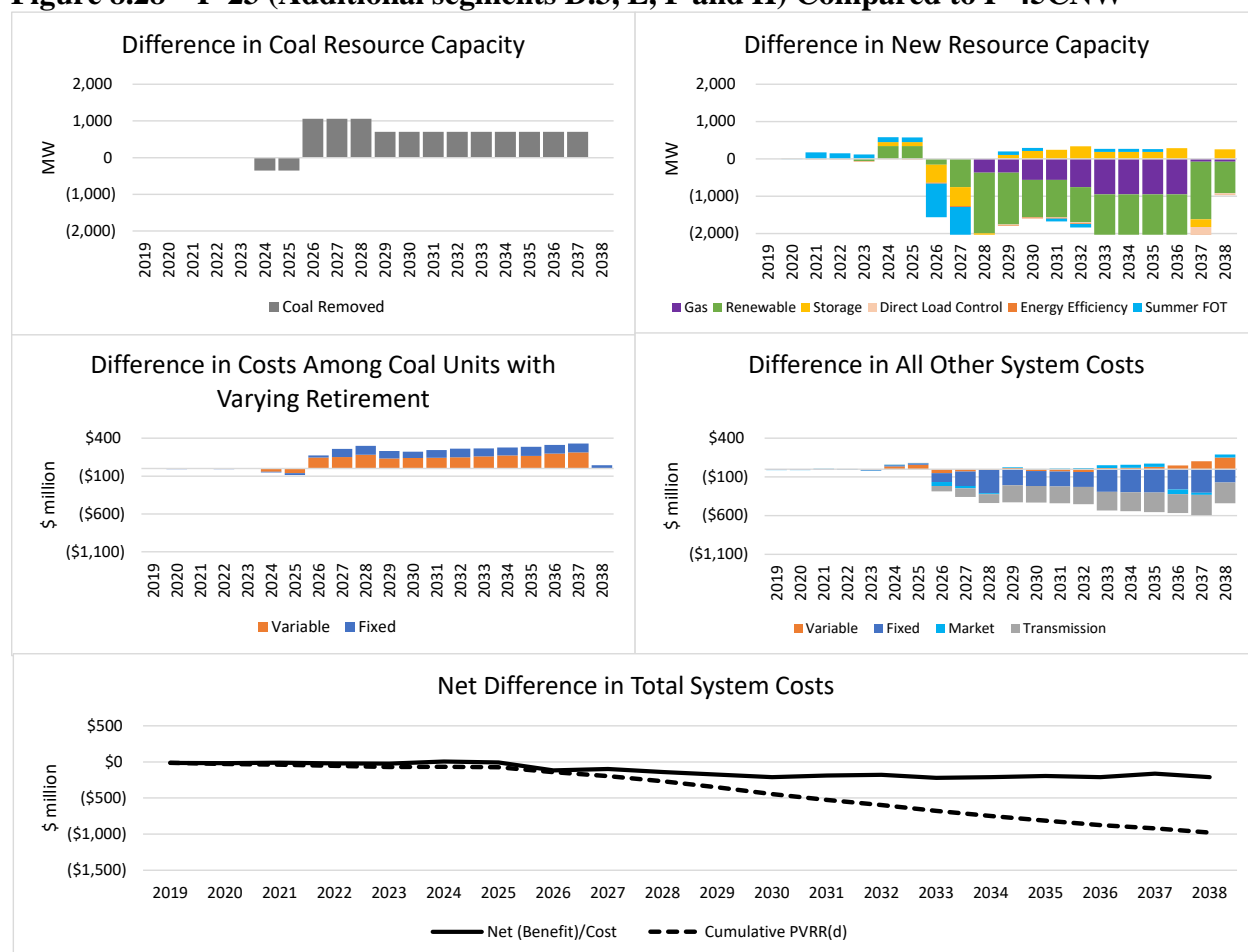 Figure 8.28 – P-25 (Additional segments D.3, E, F and H) Compared to P-45CNW
Difference in Coal Resource Capacity
2,000
1,000
0
(1,000)
(2,000)
MW
2019 2020 2021 2022 2023 2024 2025 2026 2027 2028 2029 2030 2031 2032 2033 2034 2035 2036 2037 2038
Coal Removed
Difference in New Resource Capacity
2,000
1,000
0
(1,000)
(2,000)
MW
2019 2020 2021 2022 2023 2024 2025 2026 2027 2028 2029 2030 2031 2032 2033 2034 2035 2036 2037 2038
Gas Renewable Storage Direct Load Control Energy Efficiency Summer FOT
Difference in Costs Among Coal Units with
Varying Retirement
$400
($100)
($600)
($1,100)
$ million
2019 2020 2021 2022 2023 2024 2025 2026 2027 2028 2029 2030 2031 2032 2033 2034 2035 2036 2037 2038
Variable Fixed
Difference in All Other System Costs
$400
($100)
($600)
($1,100)
$ million
2019 2020 2021 2022 2023 2024 2025 2026 2027 2028 2029 2030 2031 2032 2033 2034 2035 2036 2037 2038
Variable Fixed Market Transmission
Net Difference in Total System Costs
$500
$0
($500)
($1,000)
($1,500)
$ million
2019 2020 2021 2022 2023 2024 2025 2026 2027 2028 2029 2030 2031 2032 2033 2034 2035 2036 2037 2038
Net (Benefit)/Cost Cumulative PVRR(d)